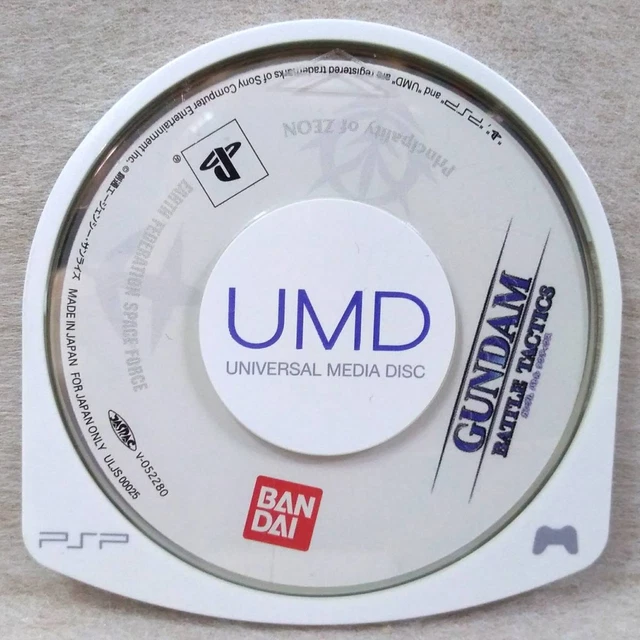 "PSP" and "UMD" are registered trademarks of Sony Computer Entertainment Inc.
MADE IN JAPAN FOR JAPAN ONLY ULJS 00025
Principality of ZEON
EARTH FEDERATION SPACE FORCE
®
UMD
UNIVERSAL MEDIA DISC
GUNDAM
BATTLE TACTICS
V-052280
BAN
DAI
PSP